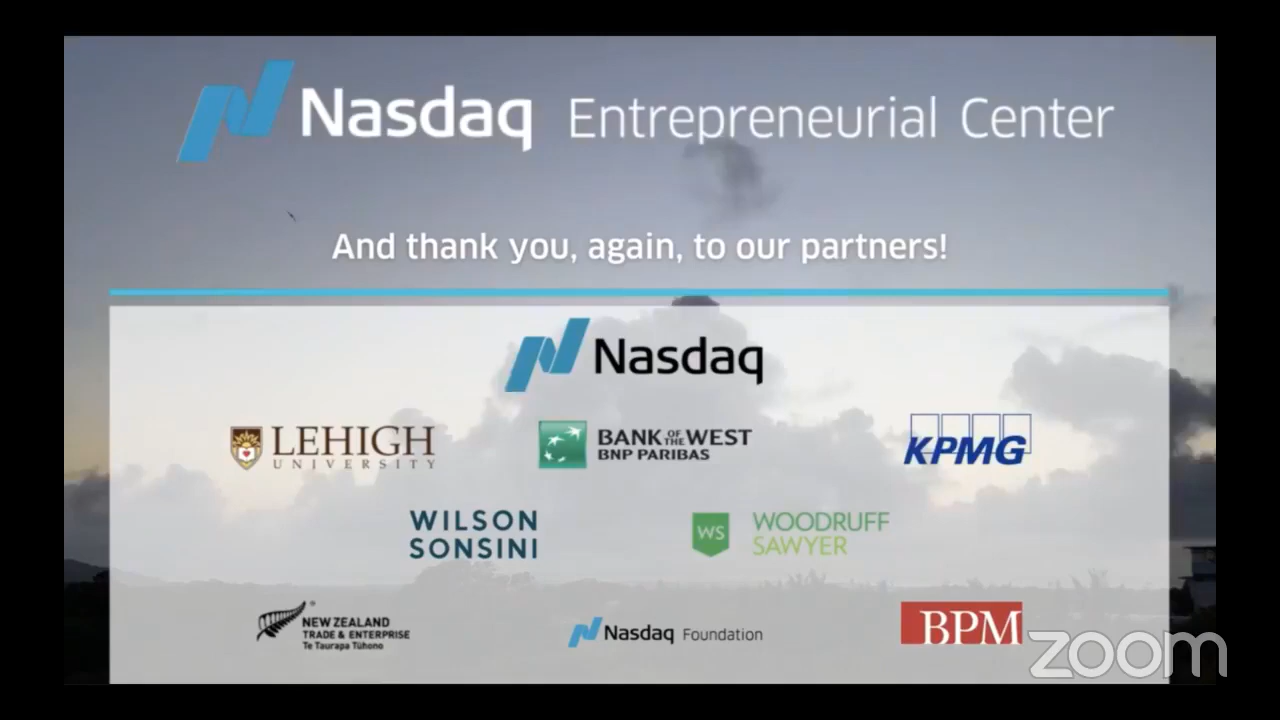 Nasdaq Entrepreneurial Center
And thank you, again, to our partners!
Nasdaq
LEHIGH
UNIVERSITY
BANK OF THE WEST
BNP PARIBAS
KPMG
WILSON
SONSINI
WS
WOODRUFF
SAWYER
NEW ZEALAND
TRADE & ENTERPRISE
Te Taurapa Tūhono
Nasdaq Foundation
BPM
zoom